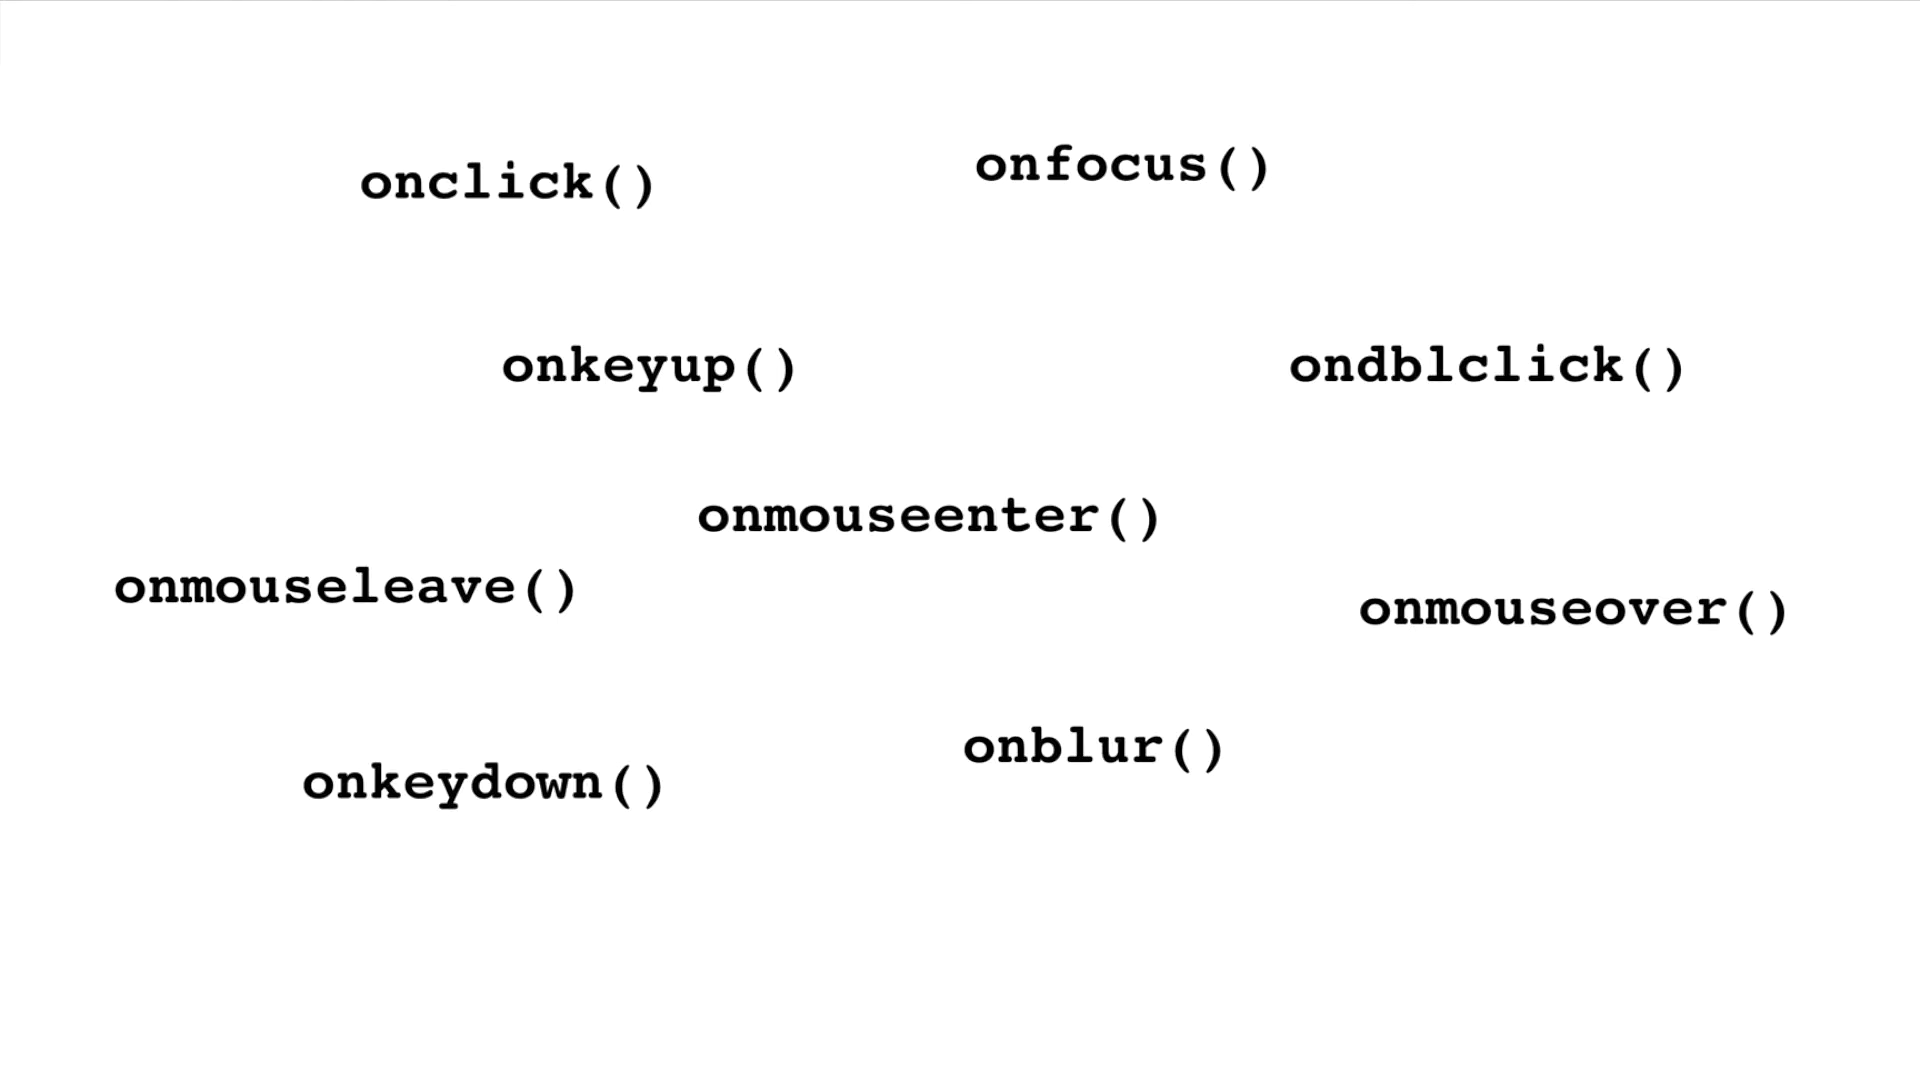 onclick()
onfocus()
onkeyup()
ondblclick()
onmouseenter()
onmouseleave()
onmouseover()
onblur()
onkeydown()